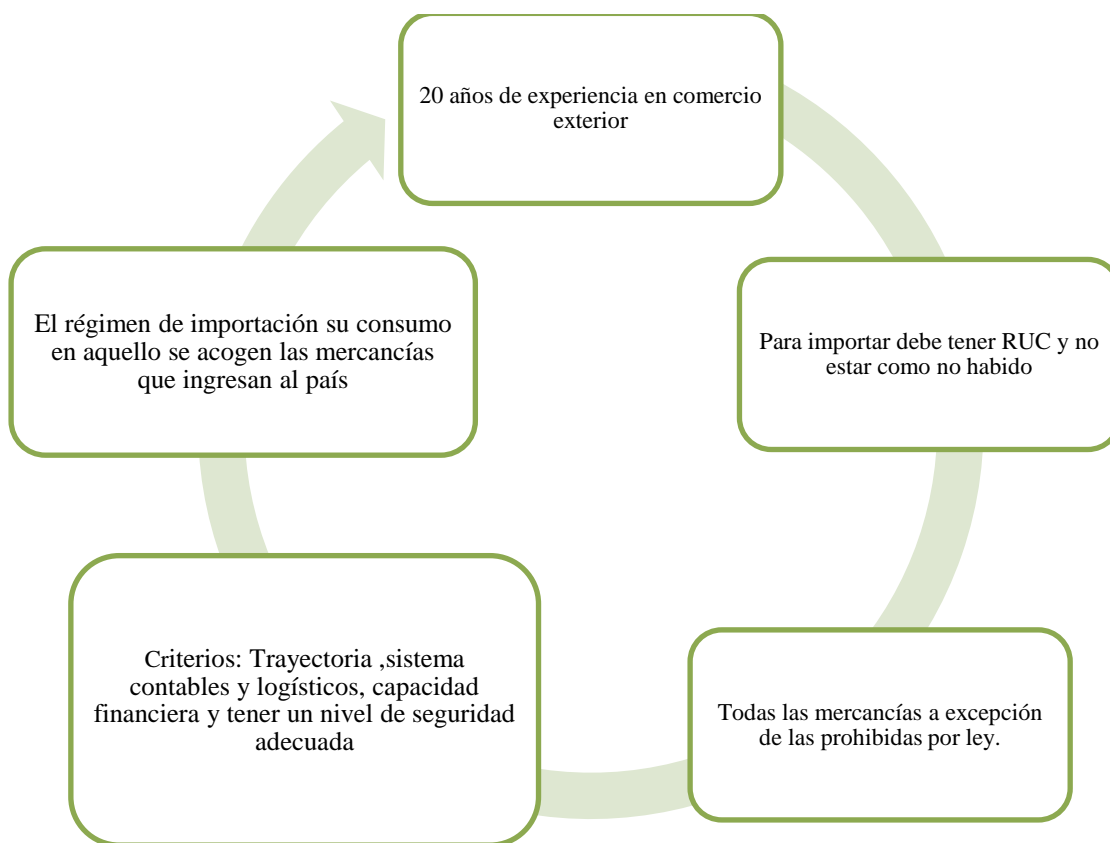 20 años de experiencia en comercio
exterior
Para importar debe tener RUC y no
estar como no habido
Todas las mercancías a excepción
de las prohibidas por ley.
Criterios: Trayectoria ,sistema
contables y logísticos, capacidad
financiera y tener un nivel de seguridad
adecuada
El régimen de importación su consumo
en aquello se acogen las mercancías
que ingresan al país